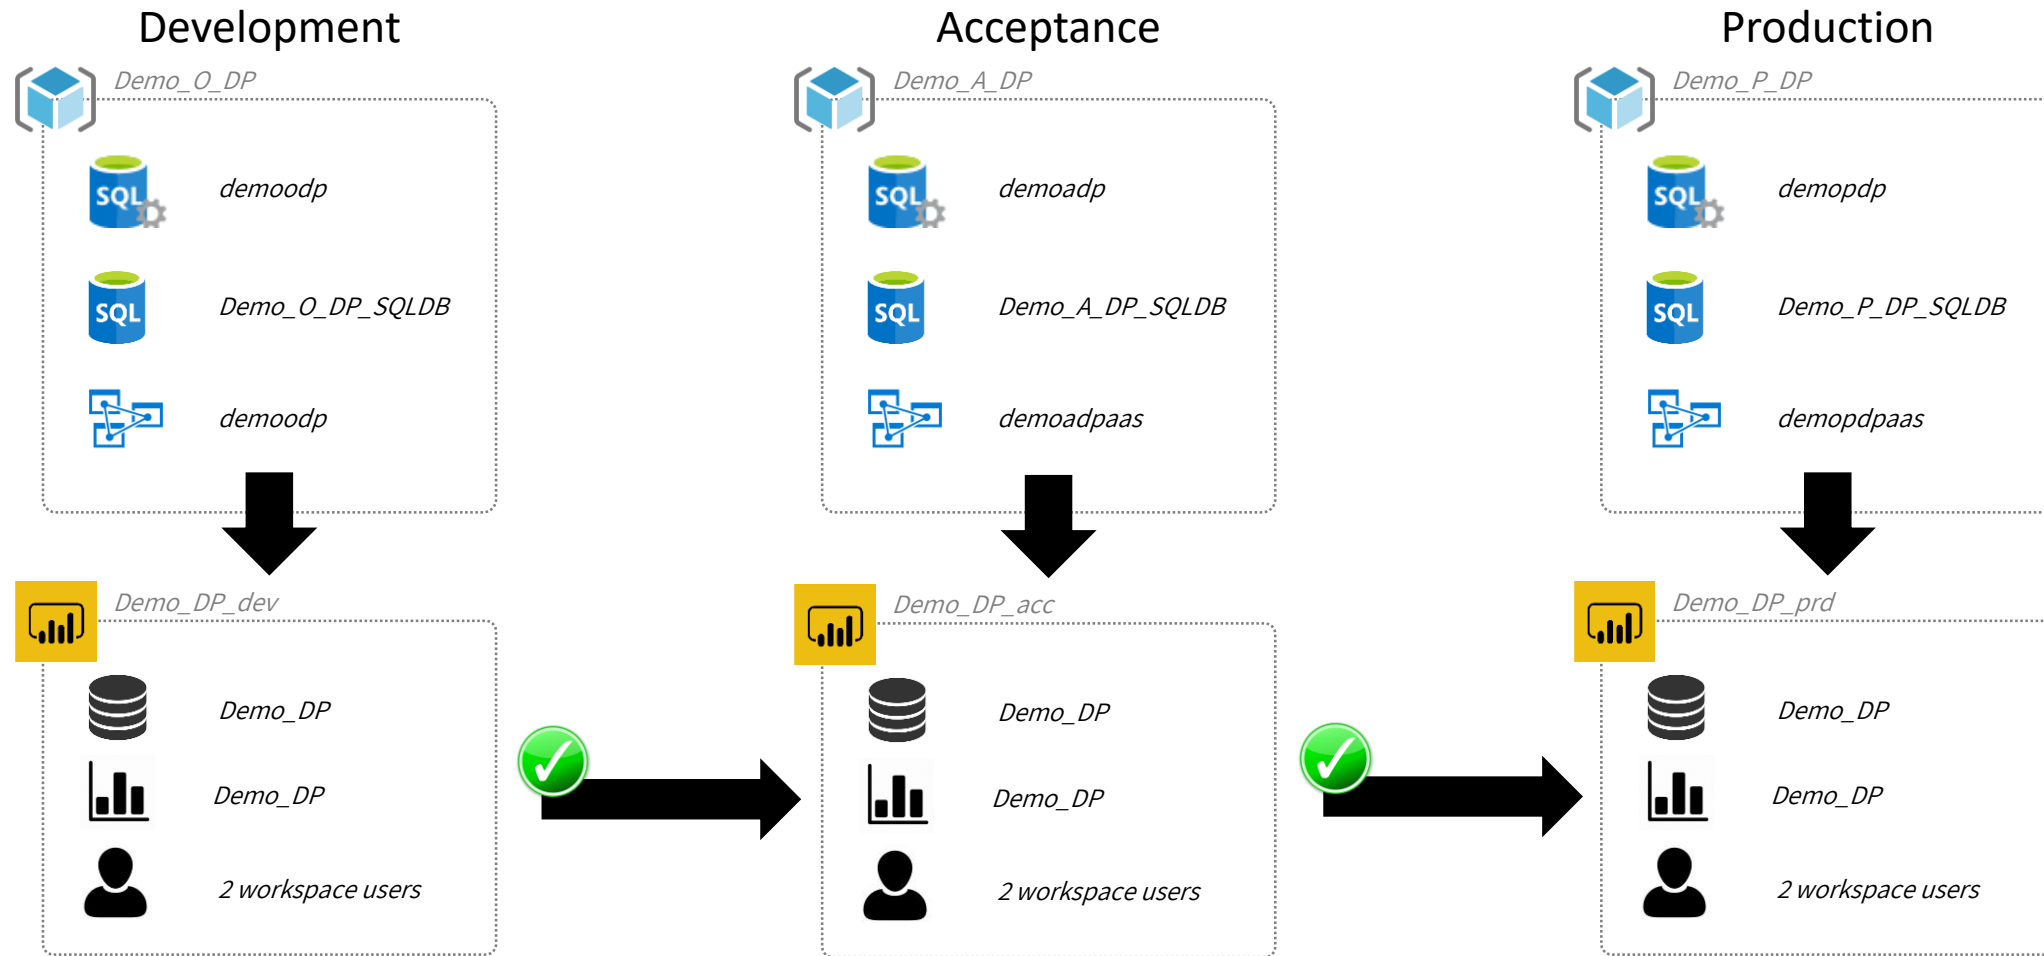 Development
Demo_O_DP
SQL
demoodp
SQL
Demo_O_DP_SQLDB
demoodp
Demo_DP_dev
Demo_DP
Demo_DP
2 workspace users
Acceptance
Demo_A_DP
SQL
demoadp
SQL
Demo_A_DP_SQLDB
demoadpaas
Demo_DP_acc
Demo_DP
Demo_DP
2 workspace users
Production
Demo_P_DP
SQL
demopdp
SQL
Demo_P_DP_SQLDB
demopdpaas
Demo_DP_prd
Demo_DP
Demo_DP
2 workspace users